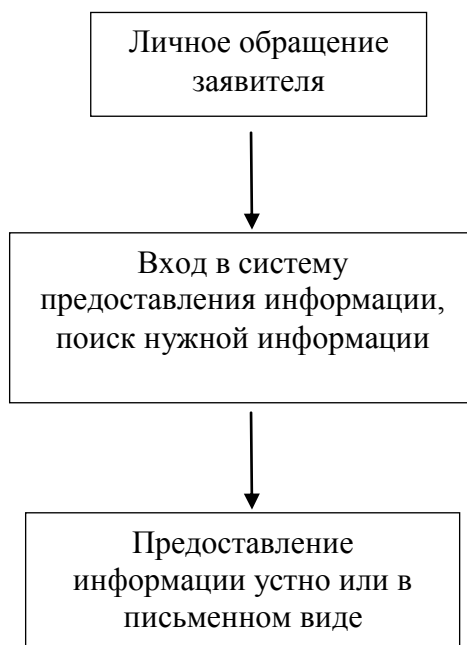 Личное обращение
заявителя
Вход в систему
предоставления информации,
поиск нужной информации
Предоставление
информации устно или в
письменном виде